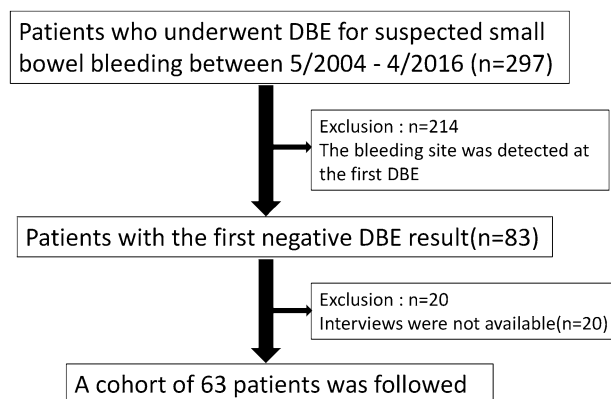 Patients who underwent DBE for suspected small
bowel bleeding between 5/2004 - 4/2016 (n=297)
Exclusion : n=214
The bleeding site was detected at
the first DBE
Patients with the first negative DBE result(n=83)
Exclusion : n=20
Interviews were not available(n=20)
A cohort of 63 patients was followed